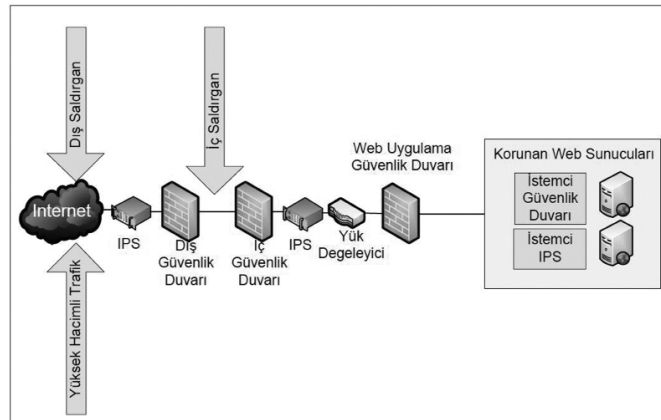 Dış Saldırgan
İç Saldırgan
Internet
IPS
Dış
Güvenlik
Duvarı
İç
Güvenlik
Duvarı
IPS
Yük
Degeleyici
Web Uygulama
Güvenlik Duvarı
Korunan Web Sunucuları
İstemci
Güvenlik
Duvarı
İstemci
IPS
Yüksek Hacimli Trafik